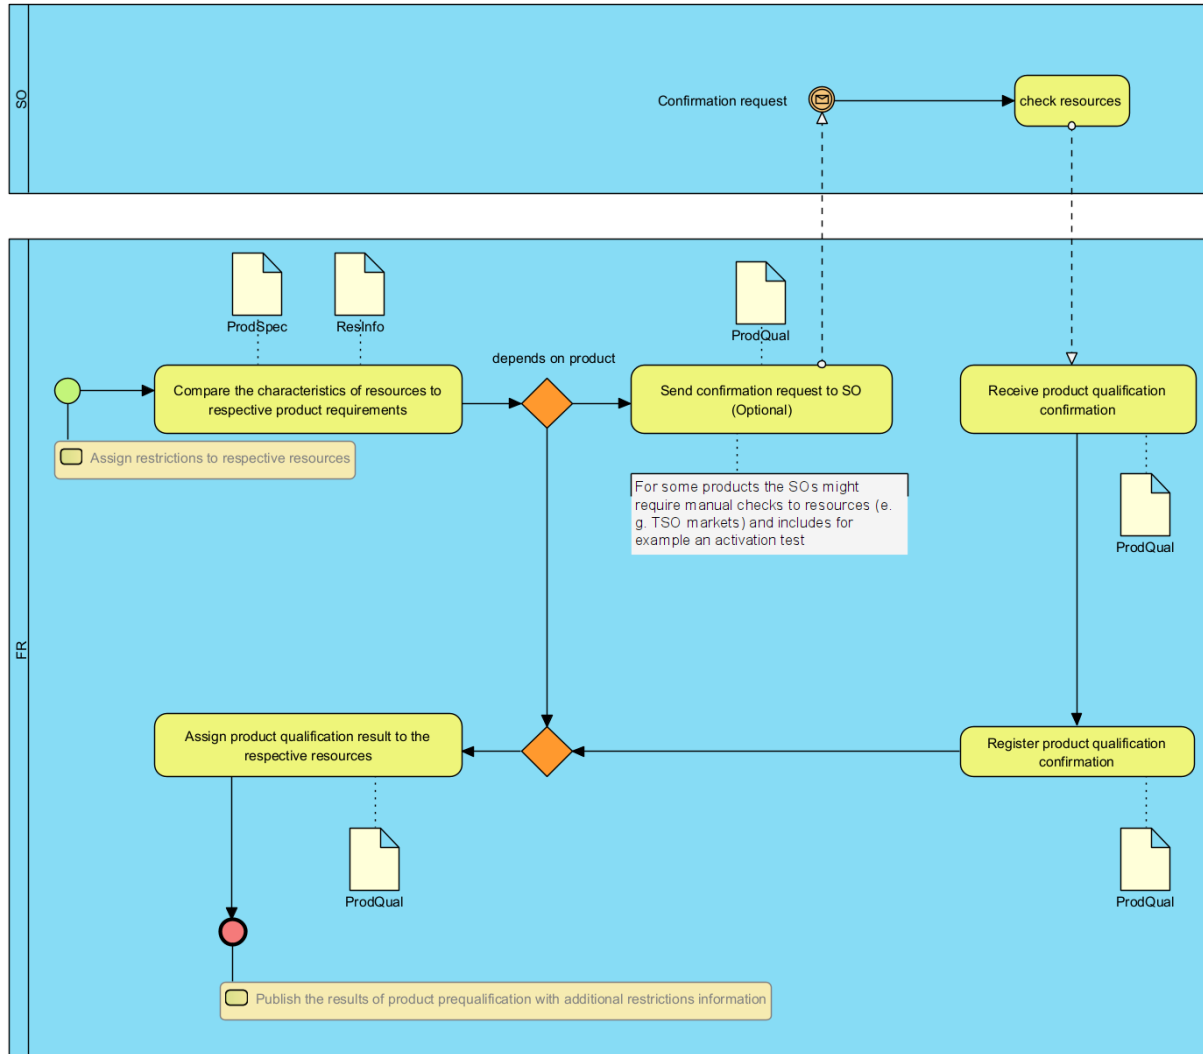 SO
Confirmation request
check resources
FR
ProdSpec
ResInfo
ProdQual
depends on product
Compare the characteristics of resources to
respective product requirements
Send confirmation request to SO
(Optional)
Receive product qualification
confirmation
Assign restrictions to respective resources
For some products the SOs might
require manual checks to resources (e.
g. TSO markets) and includes for
example an activation test
ProdQual
Assign product qualification result to the
respective resources
Register product qualification
confirmation
ProdQual
ProdQual
Publish the results of product prequalification with additional restrictions information